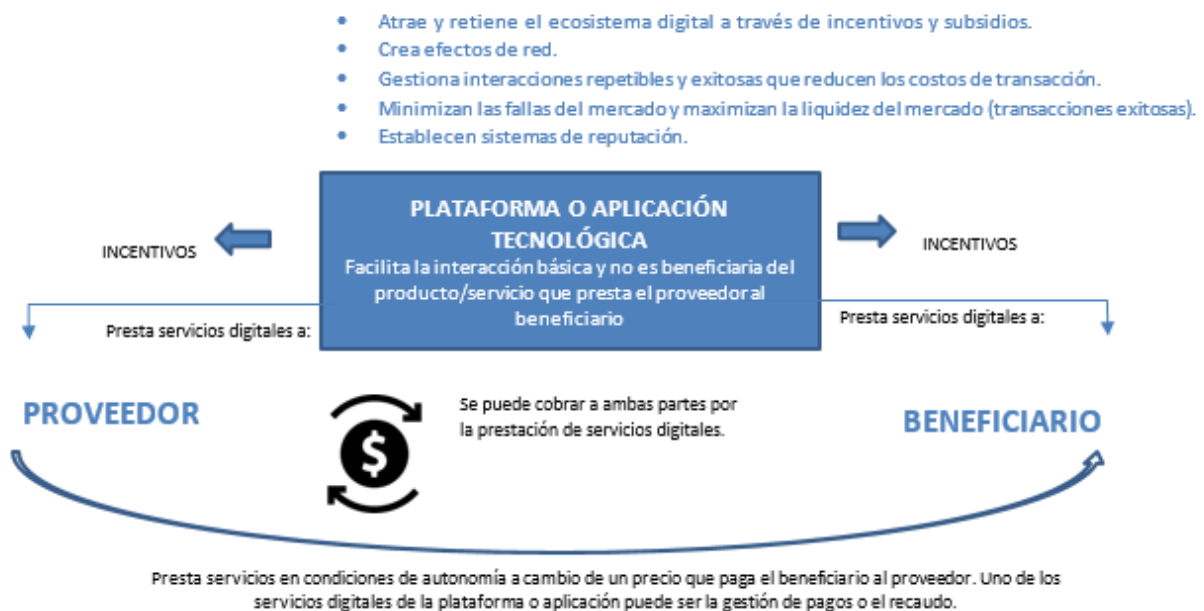 • Atrae y retiene el ecosistema digital a través de incentivos y subsidios.
• Crea efectos de red.
• Gestiona interacciones repetibles y exitosas que reducen los costos de transacción.
• Minimizan las fallas del mercado y maximizan la liquidez del mercado (transacciones exitosas).
• Establecen sistemas de reputación.
PLATAFORMA O APLICACIÓN
TECNOLÓGICA
Facilita la interacción básica y no es beneficiaria del
producto/servicio que presta el proveedor al
beneficiario
INCENTIVOS
INCENTIVOS
Presta servicios digitales a:
Presta servicios digitales a:
PROVEEDOR
$
Se puede cobrar a ambas partes por
la prestación de servicios digitales.
BENEFICIARIO
Presta servicios en condiciones de autonomía a cambio de un precio que paga el beneficiario al proveedor. Uno de los
servicios digitales de la plataforma o aplicación puede ser la gestión de pagos o el recaudo.